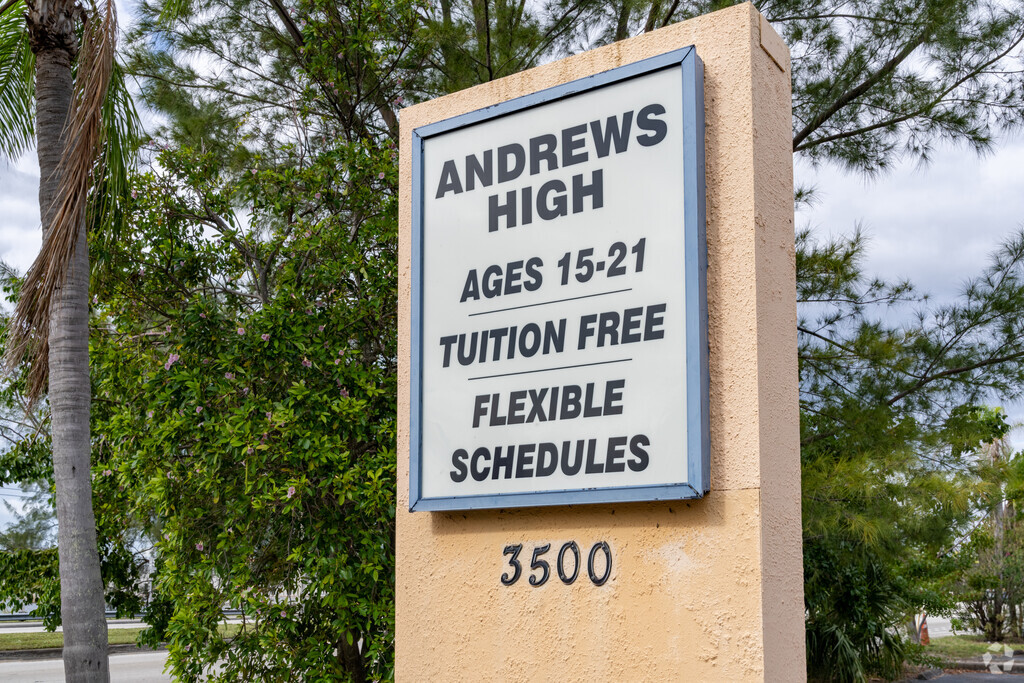 ANDREWS
HIGH
AGES 15-21
TUITION FREE
FLEXIBLE
SCHEDULES
3500